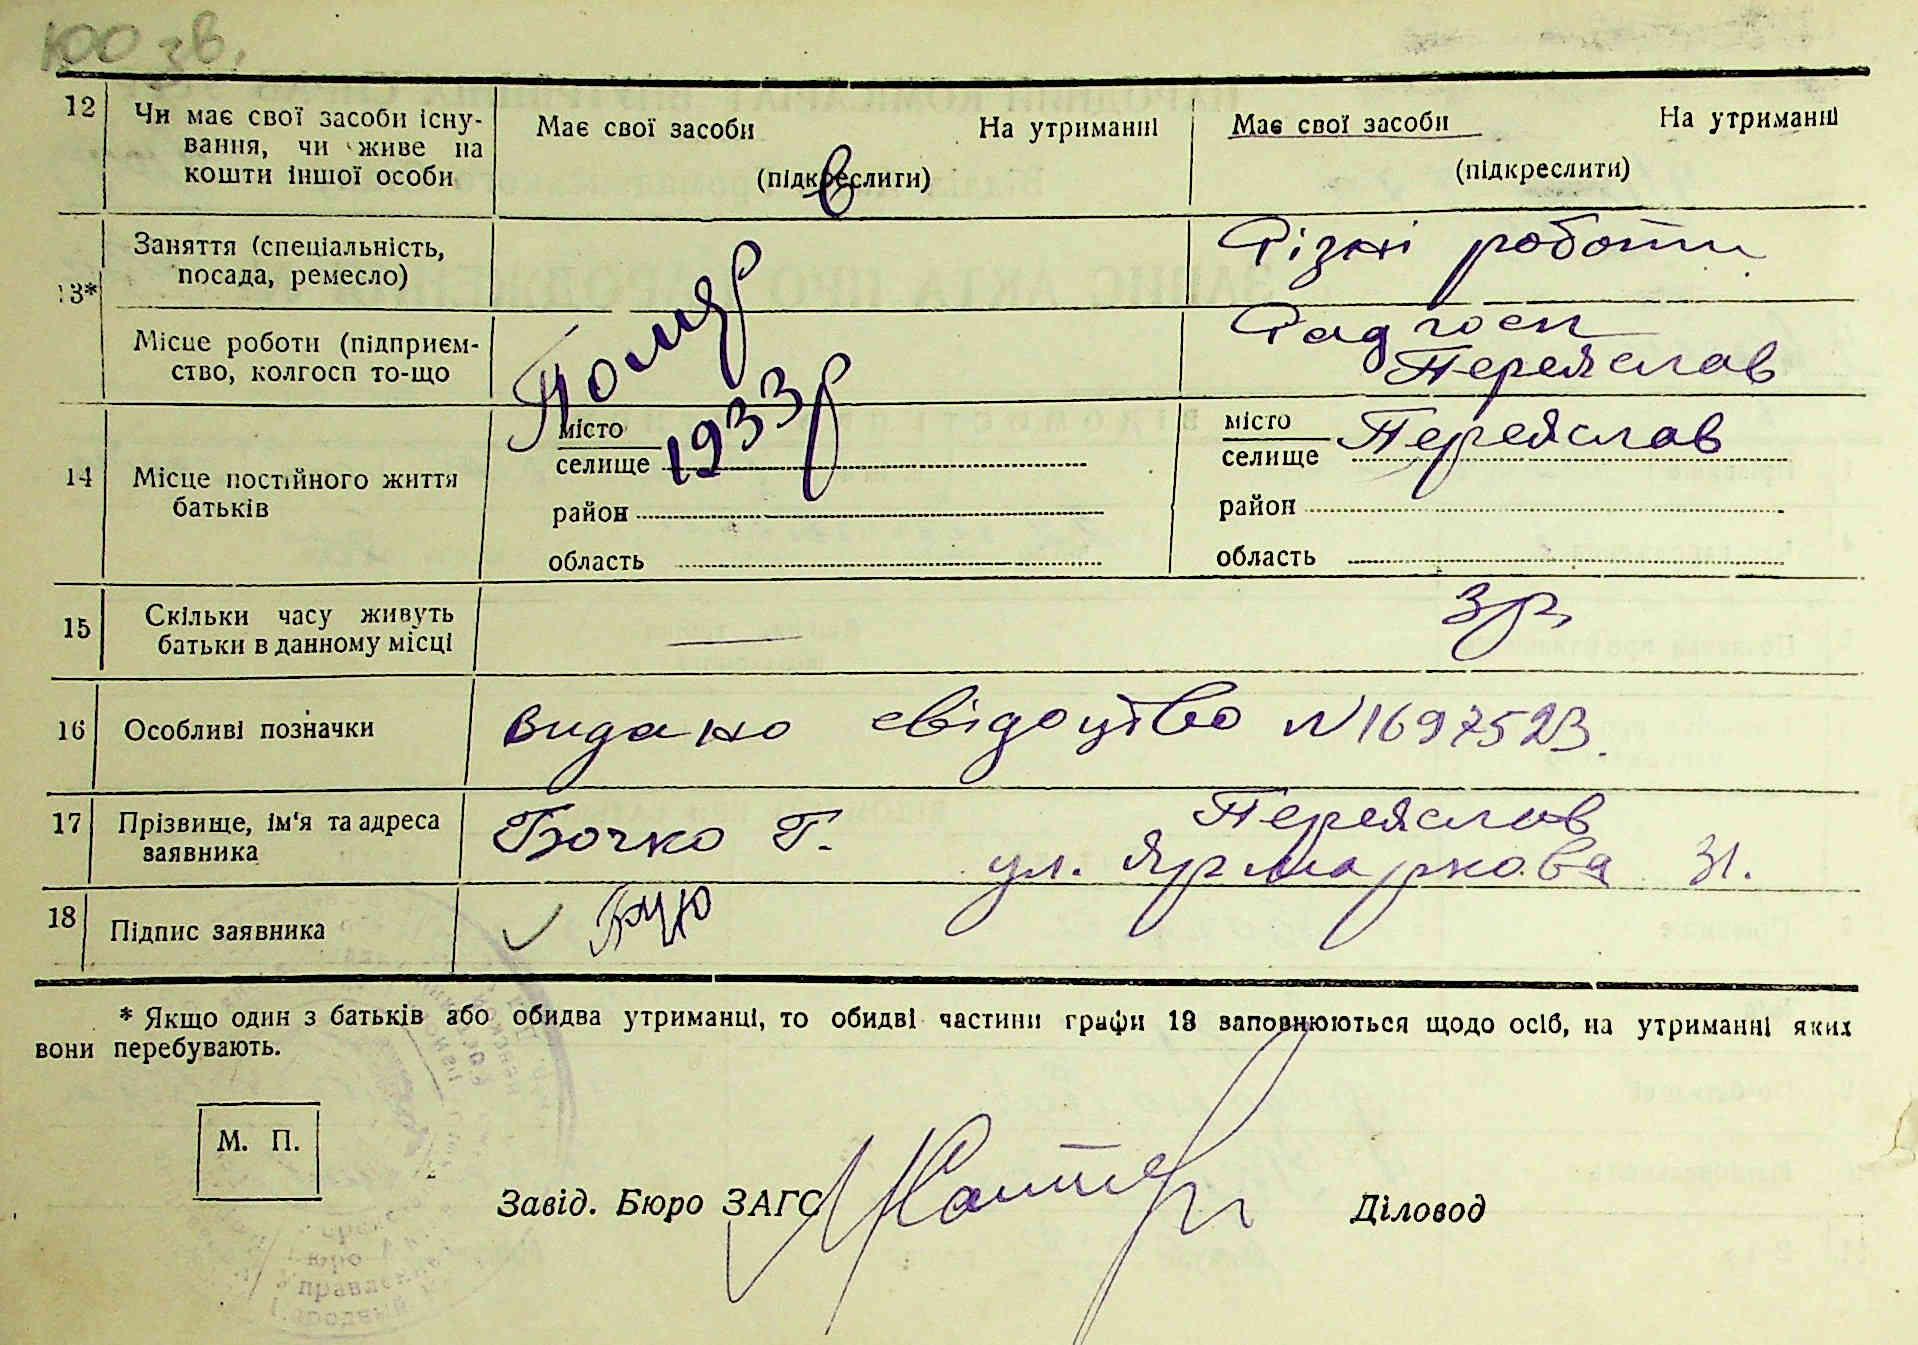 100 зв.
12 Чи має свої засоби існу- Має свої засоби На утриманні Має свої засоби На утриманні
вання, чи живе на
кошти іншої особи (підкреслити) (підкреслити)
в
Заняття (спеціальність, Різні роботи
посада, ремесло)
13*
Помер
Місце роботи (підприєм- Радгосп
ство, колгосп то-що Переяслав
1933 р
14 Місце постійного життя батьків
місто місто Переяслав
селище селище
район район
область область
15 Скільки часу живуть — 3 р.
батьки в данному місці
16 Особливі позначки Видано свідоцтво N 1697523.
17 Прізвище, ім'я та адреса Бочко Г. Переяслав
заявника ул. Ярмаркова 31.
18 Підпис заявника
* Якщо один з батьків або обидва утриманці, то обидві частини графи 13 заповнюються щодо осіб, на утриманні яких
вони перебувають.
М. П.
Завід. Бюро ЗАГС Діловод